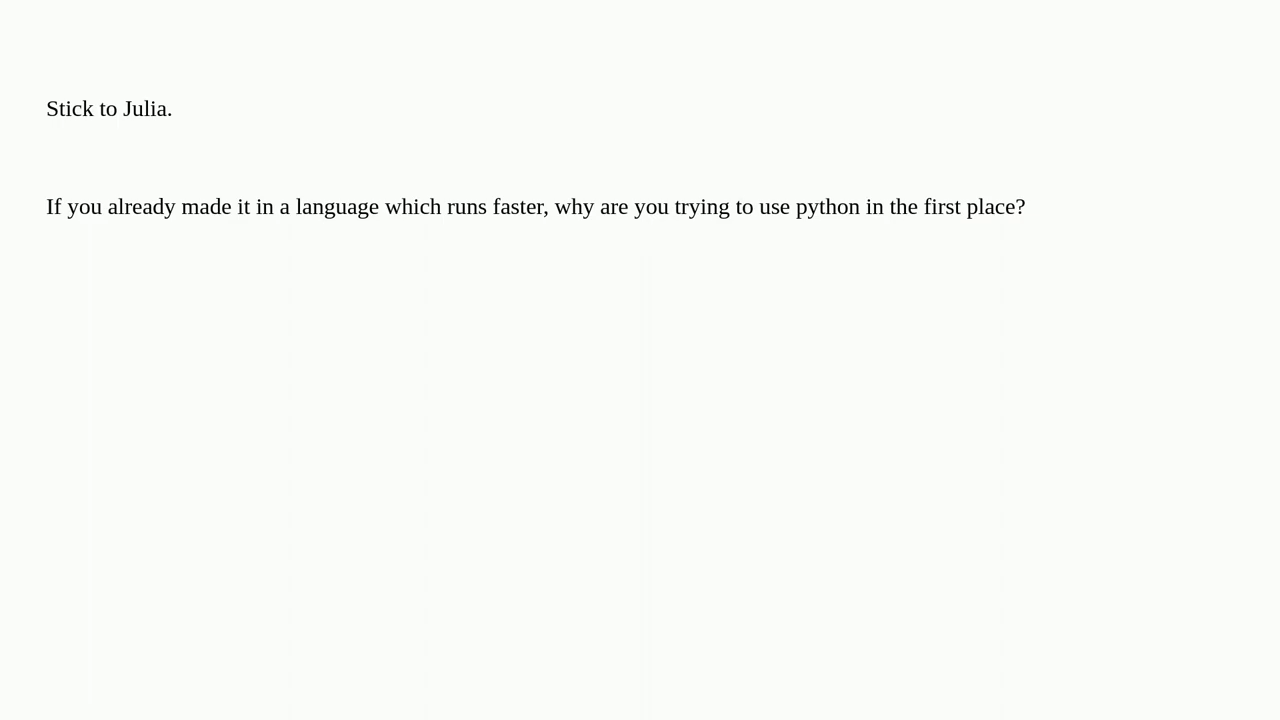 Stick to Julia.
If you already made it in a language which runs faster, why are you trying to use python in the first place?